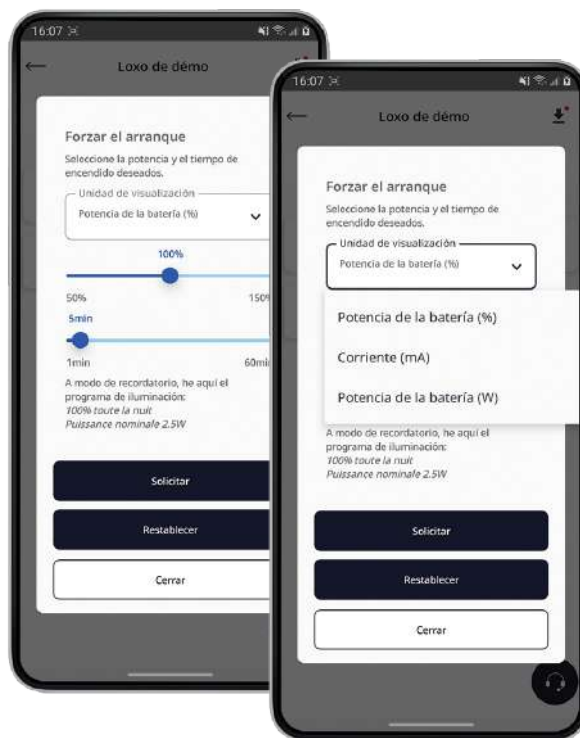 16:07
Loxo de démo
Forzar el arranque
Seleccione la potencia y el tiempo de
encendido deseados.
Unidad de visualización
Potencia de la batería (%)
100%
50%
150%
5min
1min
60mi
A modo de recordatorio, he aquí el
programa de iluminación:
100% toute la nuit
Puissance nominale 2.5W
Solicitar
Restablecer
Cerrar
16:07
Loxo de démo
Forzar el arranque
Seleccione la potencia y el tiempo de
encendido deseados.
Unidad de visualización
Potencia de la batería (%)
Potencia de la batería (%)
Corriente (mA)
Potencia de la batería (W)
A modo de recordatorio, he aquí el
programa de iluminación:
100% toute la nuit
Puissance nominale 2.5W
Solicitar
Restablecer
Cerrar